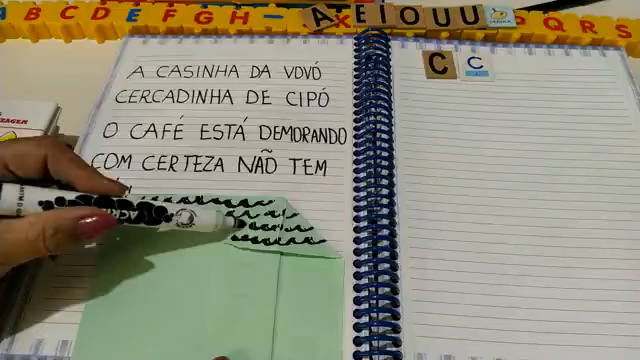 A B C D E F G H - A X E I O U U P Q R S
C C
A CASINHA DA VOVÓ
CERCADINHA DE CIPÓ
O CAFÉ ESTÁ DEMORANDO
COM CERTEZA NÃO TEM